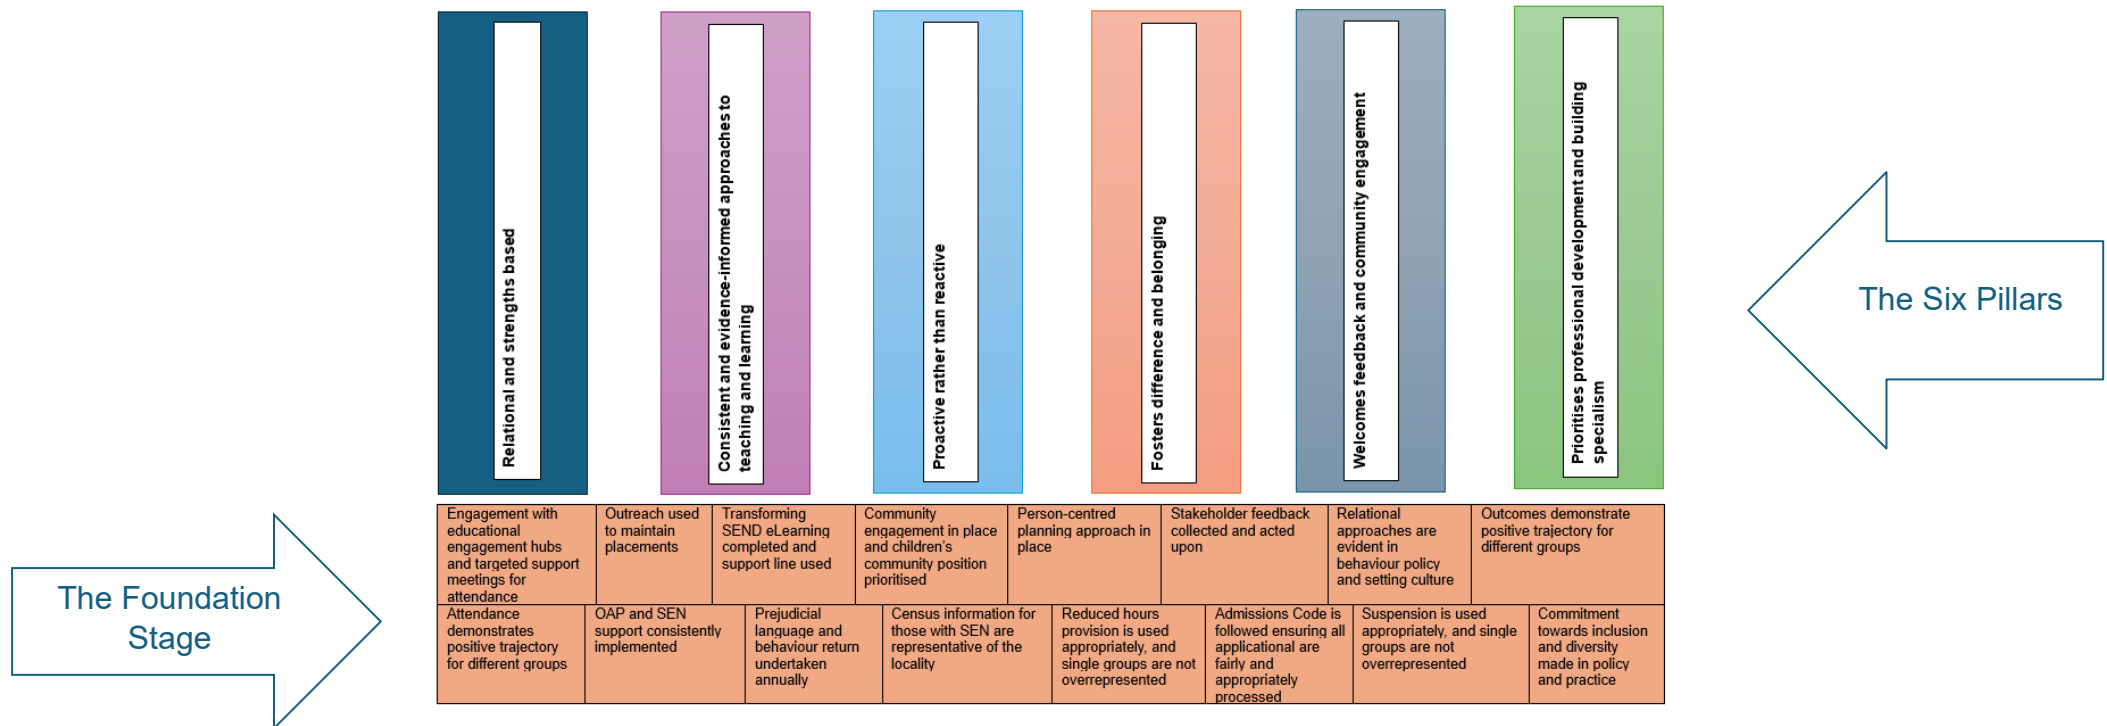 Relational and strengths based
Consistent and evidence-informed approaches to
teaching and learning
Proactive rather than reactive
Fosters difference and belonging
Welcomes feedback and community engagement
Prioritises professional development and building
specialism
The Six Pillars
The Foundation
Stage
Engagement with
educational
engagement hubs
and targeted support
meetings for
attendance
Outreach used
to maintain
placements
Transforming
SEND eLearning
completed and
support line used
Community
engagement in place
and children's
community position
prioritised
Person-centred
planning approach in
place
Stakeholder feedback
collected and acted
upon
Relational
approaches are
evident in
behaviour policy
and setting culture
Outcomes demonstrate
positive trajectory for
different groups
Attendance
demonstrates
positive trajectory
for different groups
OAP and SEN
support consistently
implemented
Prejudicial
language and
behaviour return
undertaken
annually
Census information for
those with SEN are
representative of the
locality
Reduced hours
provision is used
appropriately, and
single groups are not
overrepresented
Admissions Code is
followed ensuring all
applicational are
fairly and
appropriately
processed
Suspension is used
appropriately, and single
groups are not
overrepresented
Commitment
towards inclusion
and diversity
made in policy
and practice